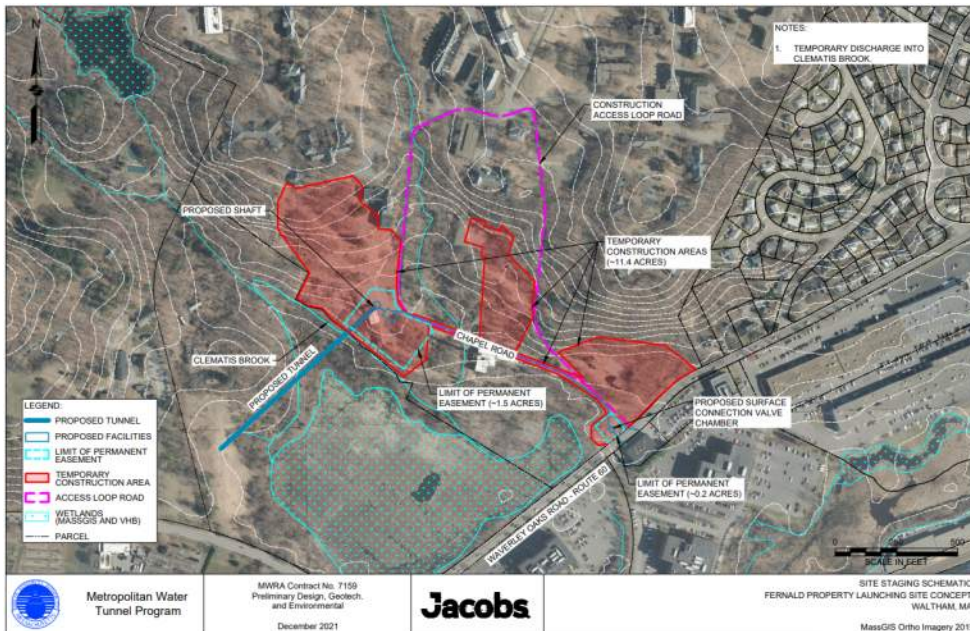 N
NOTES:
1. TEMPORARY DISCHARGE INTO
CLEMATIS BROOK.
CONSTRUCTION
ACCESS LOOP ROAD
PROPOSED SHAFT
TEMPORARY
CONSTRUCTION AREAS
(~11.4 ACRES)
CHAPEL ROAD
CLEMATIS BROOK
PROPOSED TUNNEL
LIMIT OF PERMANENT
EASEMENT (~1.5 ACRES)
PROPOSED SURFACE
CONNECTION VALVE
CHAMBER
LIMIT OF PERMANENT
EASEMENT (~0.2 ACRES)
WAVERLEY OAKS ROAD - ROUTE 60
LEGEND:
PROPOSED TUNNEL
PROPOSED FACILITIES
LIMIT OF PERMANENT
EASEMENT
TEMPORARY
CONSTRUCTION AREA
ACCESS LOOP ROAD
WETLANDS
(MASSGIS AND VHB)
PARCEL
0 250 500
SCALE IN FEET
Metropolitan Water
Tunnel Program
MWRA Contract No. 7159
Preliminary Design, Geotech.
and Environmental
December 2021
Jacobs
SITE STAGING SCHEMATIC
FERNALD PROPERTY LAUNCHING SITE CONCEPT
WALTHAM, MA
MassGIS Ortho Imagery 201